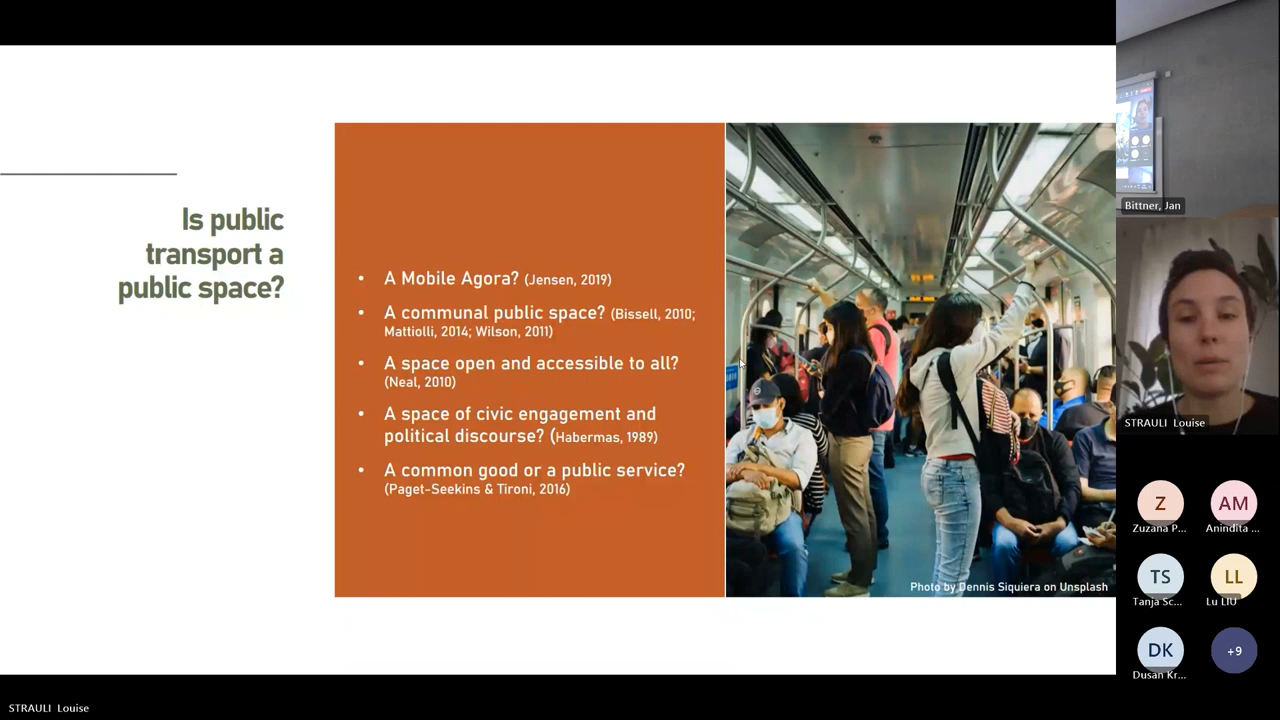 Is public
transport a
public space?
• A Mobile Agora? (Jensen, 2019)
• A communal public space? (Bissell, 2010;
Mattiolli, 2014; Wilson, 2011)
• A space open and accessible to all?
(Neal, 2010)
• A space of civic engagement and
political discourse? (Habermas, 1989)
• A common good or a public service?
(Paget-Seekins & Tironi, 2016)
Photo by Dennis Siquiera on Unsplash
Bittner, Jan
STRAULI Louise
Z
AM
Zuzana P...
Anindita ...
TS
LL
Tanja Sc...
Lu LIU
DK
+9
Dusan Kr...
STRAULI Louise